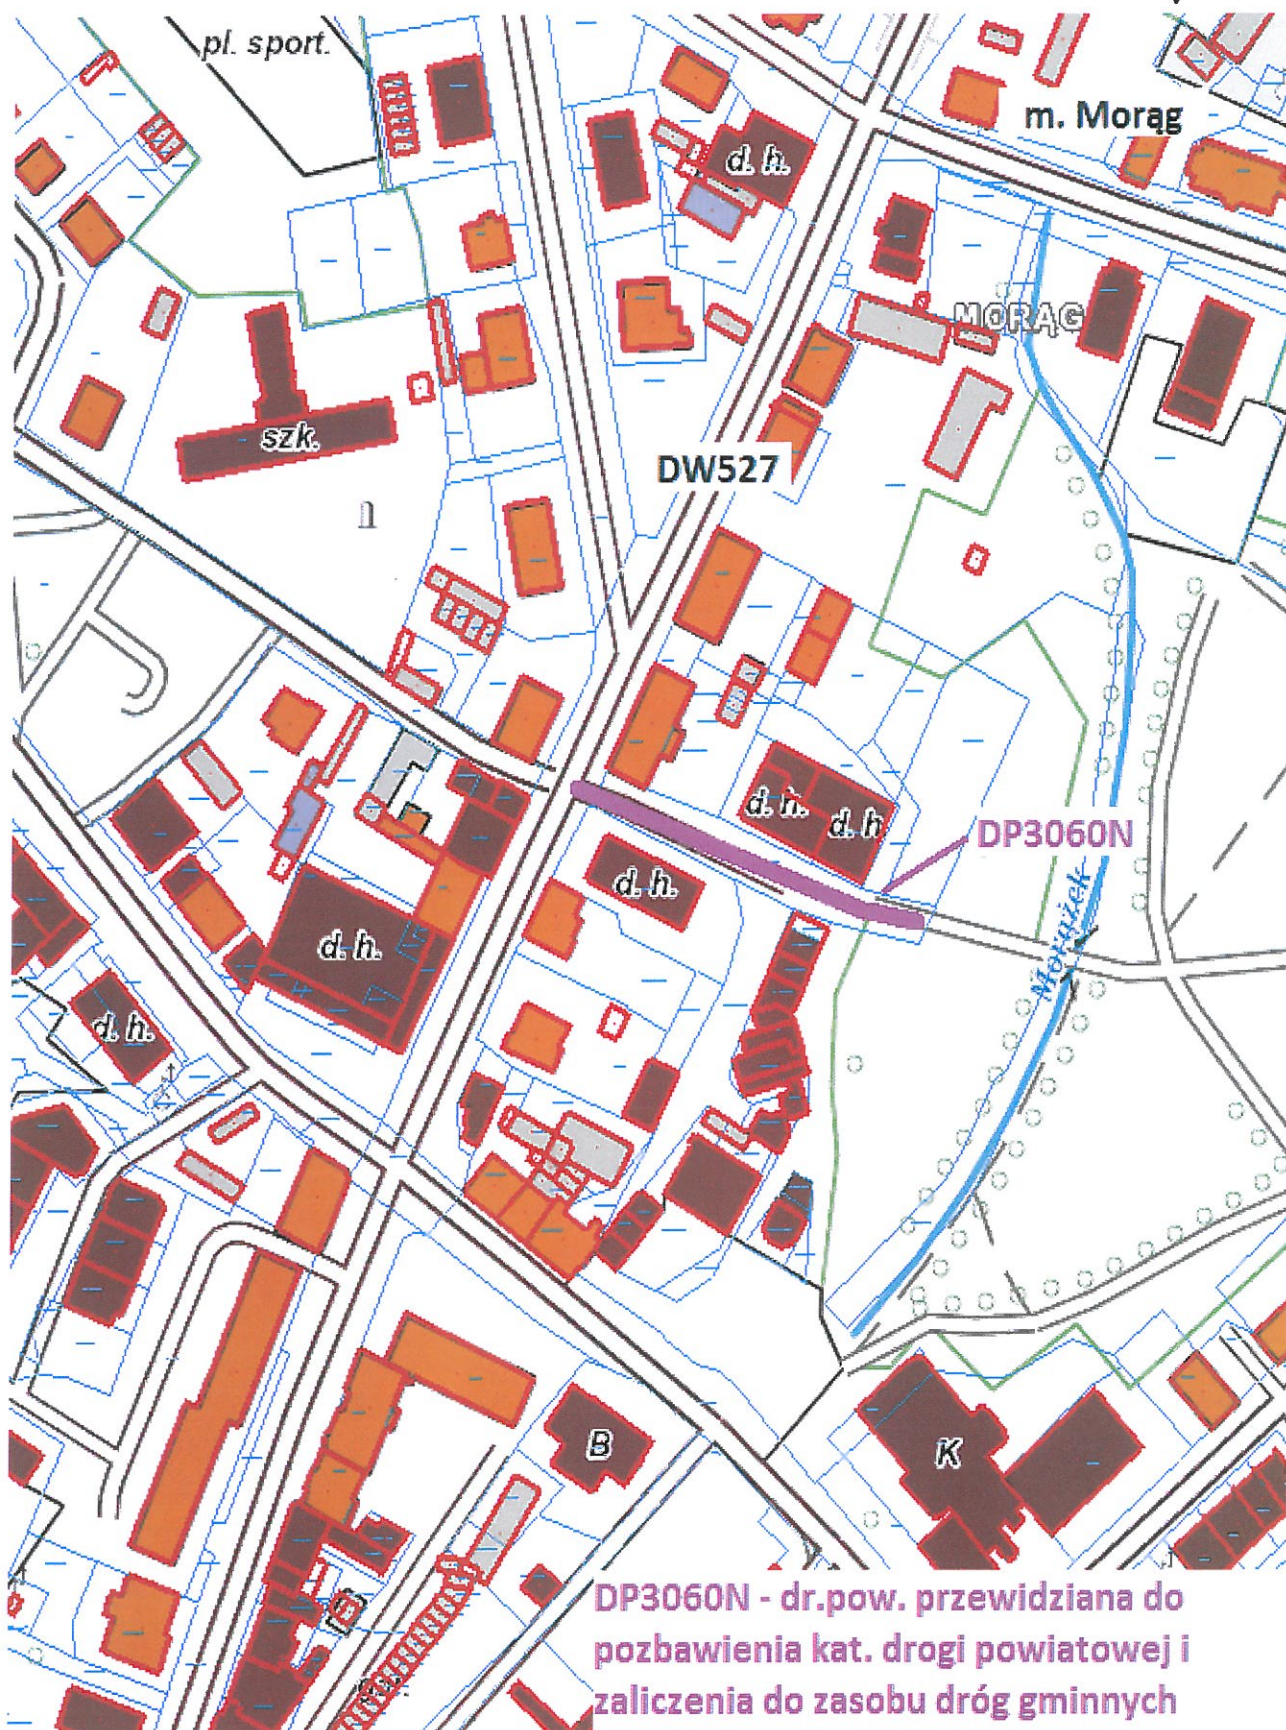 pl. sport.
m. Morąg
d. h.
MORĄG
szk.
DW527
1
d. h.
d. h
DP3060N
d. h.
d. h.
Morążek
d. h.
B
K
DP3060N - dr.pow. przewidziana do
pozbawienia kat. drogi powiatowej i
zaliczenia do zasobu dróg gminnych